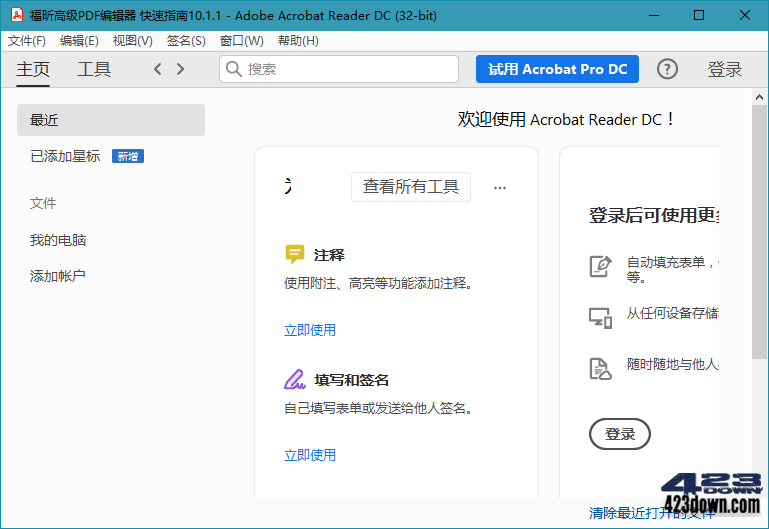 福昕高级PDF编辑器 快速指南10.1.1 - Adobe Acrobat Reader DC (32-bit)
文件(F) 编辑(E) 视图(V) 签名(S) 窗口(W) 帮助(H)
主页 工具 搜索 试用 Acrobat Pro DC ? 登录
最近
已添加星标 新增
文件
我的电脑
添加帐户
欢迎使用 Acrobat Reader DC！
查看所有工具 ...
注释
使用附注、高亮等功能添加注释。
立即使用
填写和签名
自己填写表单或发送给他人签名。
立即使用
登录后可使用更多
自动填充表单，
等。
从任何设备存储
随时随地与他人
登录
清除最近打开的文件
423
DOWN
423down.com